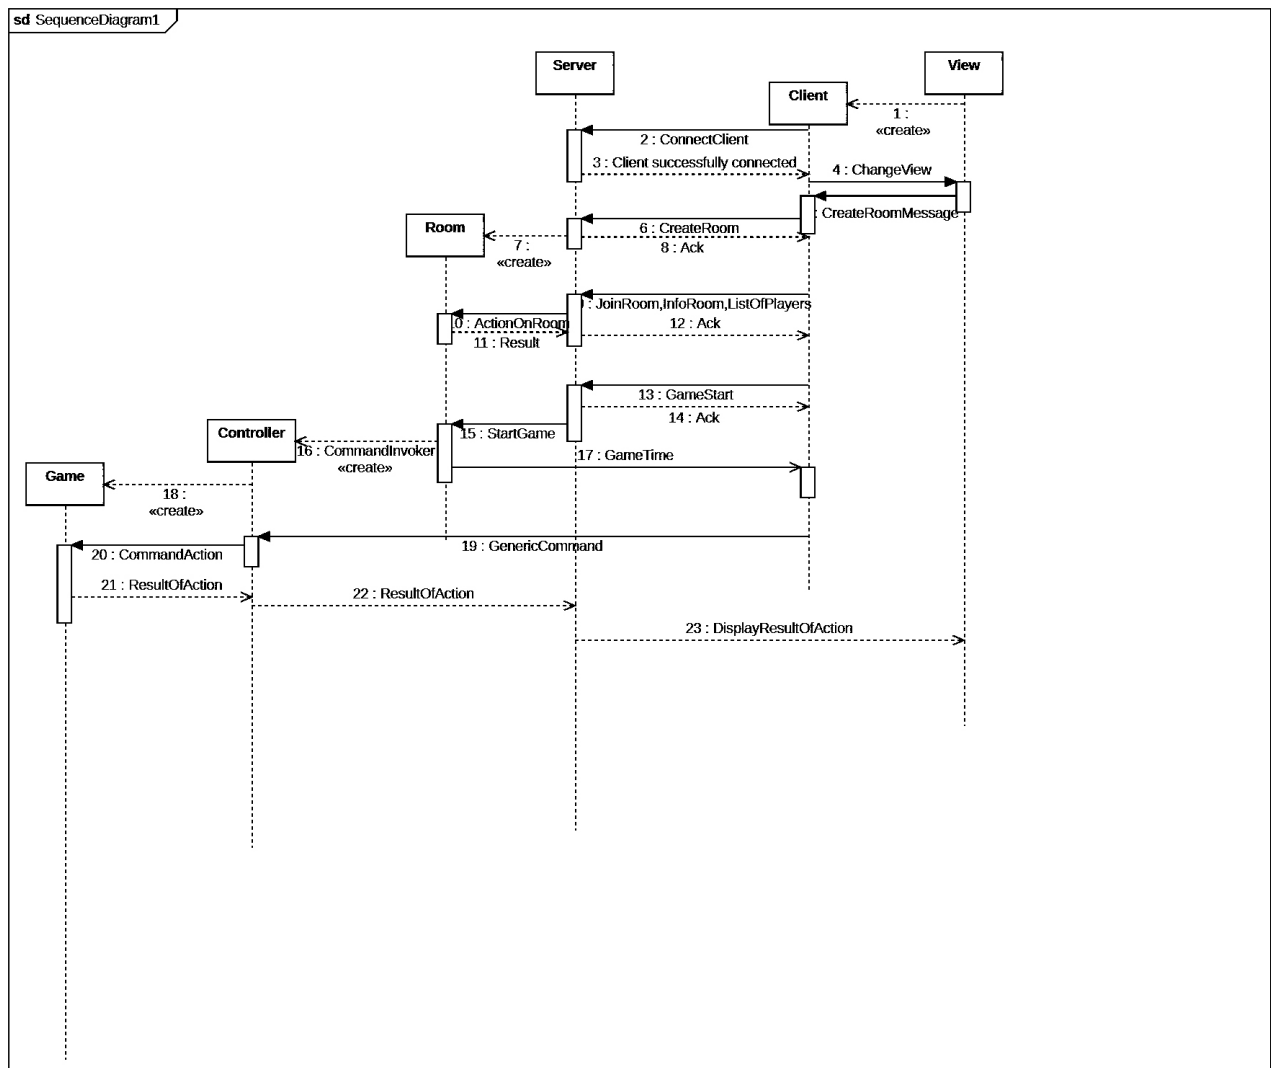 sd SequenceDiagram1
Server
View
Client
1 :
«create»
2 : ConnectClient
3 : Client successfully connected
4 : ChangeView
: CreateRoomMessage
Room
6 : CreateRoom
7 :
8 : Ack
«create»
: JoinRoom,InfoRoom,ListOfPlayers
10 : ActionOnRoom
12 : Ack
11 : Result
13 : GameStart
14 : Ack
Controller
15 : StartGame
16 : CommandInvoker
«create»
17 : GameTime
Game
18 :
«create»
19 : GenericCommand
20 : CommandAction
21 : ResultOfAction
22 : ResultOfAction
23 : DisplayResultOfAction